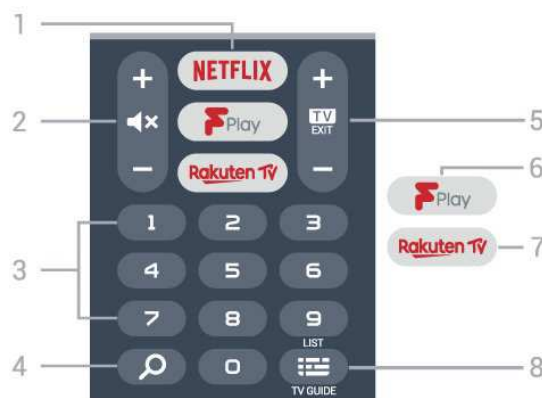 1
NETFLIX
+
+
2
F Play
TV
EXIT
5
−
−
Rakuten TV
6
F Play
1
2
3
3
4
5
6
Rakuten TV
7
7
8
9
LIST
4
0
TV GUIDE
8